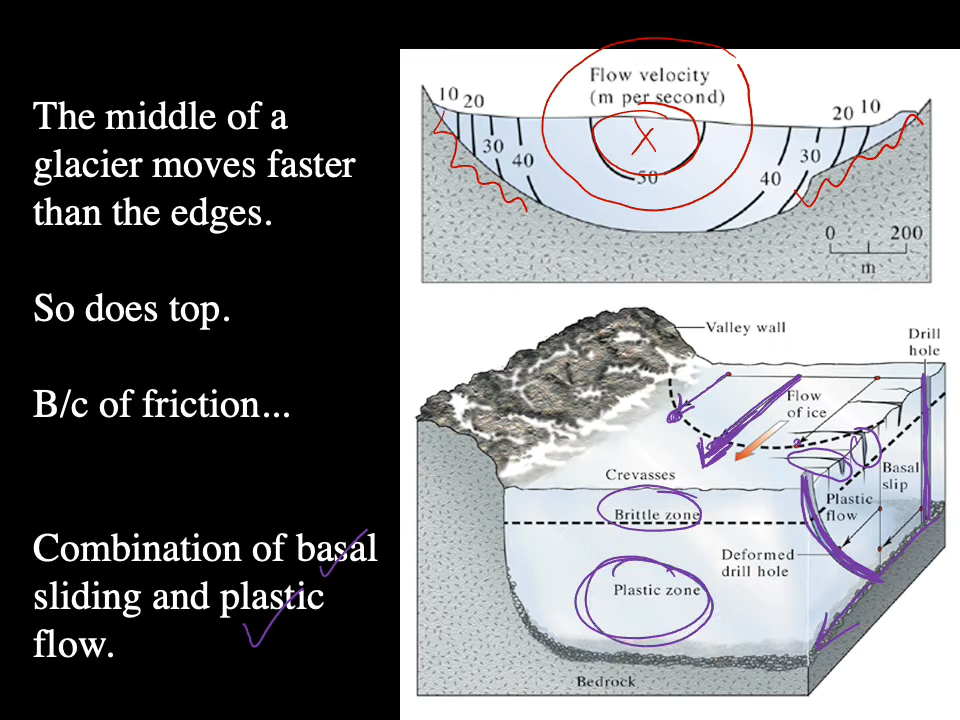 The middle of a
glacier moves faster
than the edges.
So does top.
B/c of friction...
Combination of basal
sliding and plastic
flow.
Flow velocity
(m per second)
10 20
30
40
50
X
20 10
30
40
0 200
m
Valley wall
Drill
hole
Flow
of ice
Crevasses
Basal
slip
Brittle zone
Plastic
flow
Deformed
drill hole
Plastic zone
Bedrock